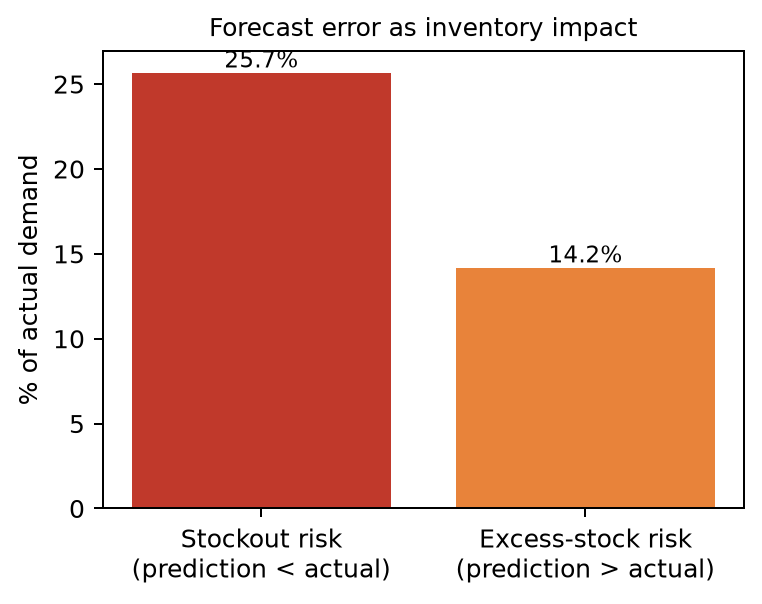 Forecast error as inventory impact
25.7%
14.2%
% of actual demand
25
20
15
10
5
0
Stockout risk
(prediction < actual)
Excess-stock risk
(prediction > actual)